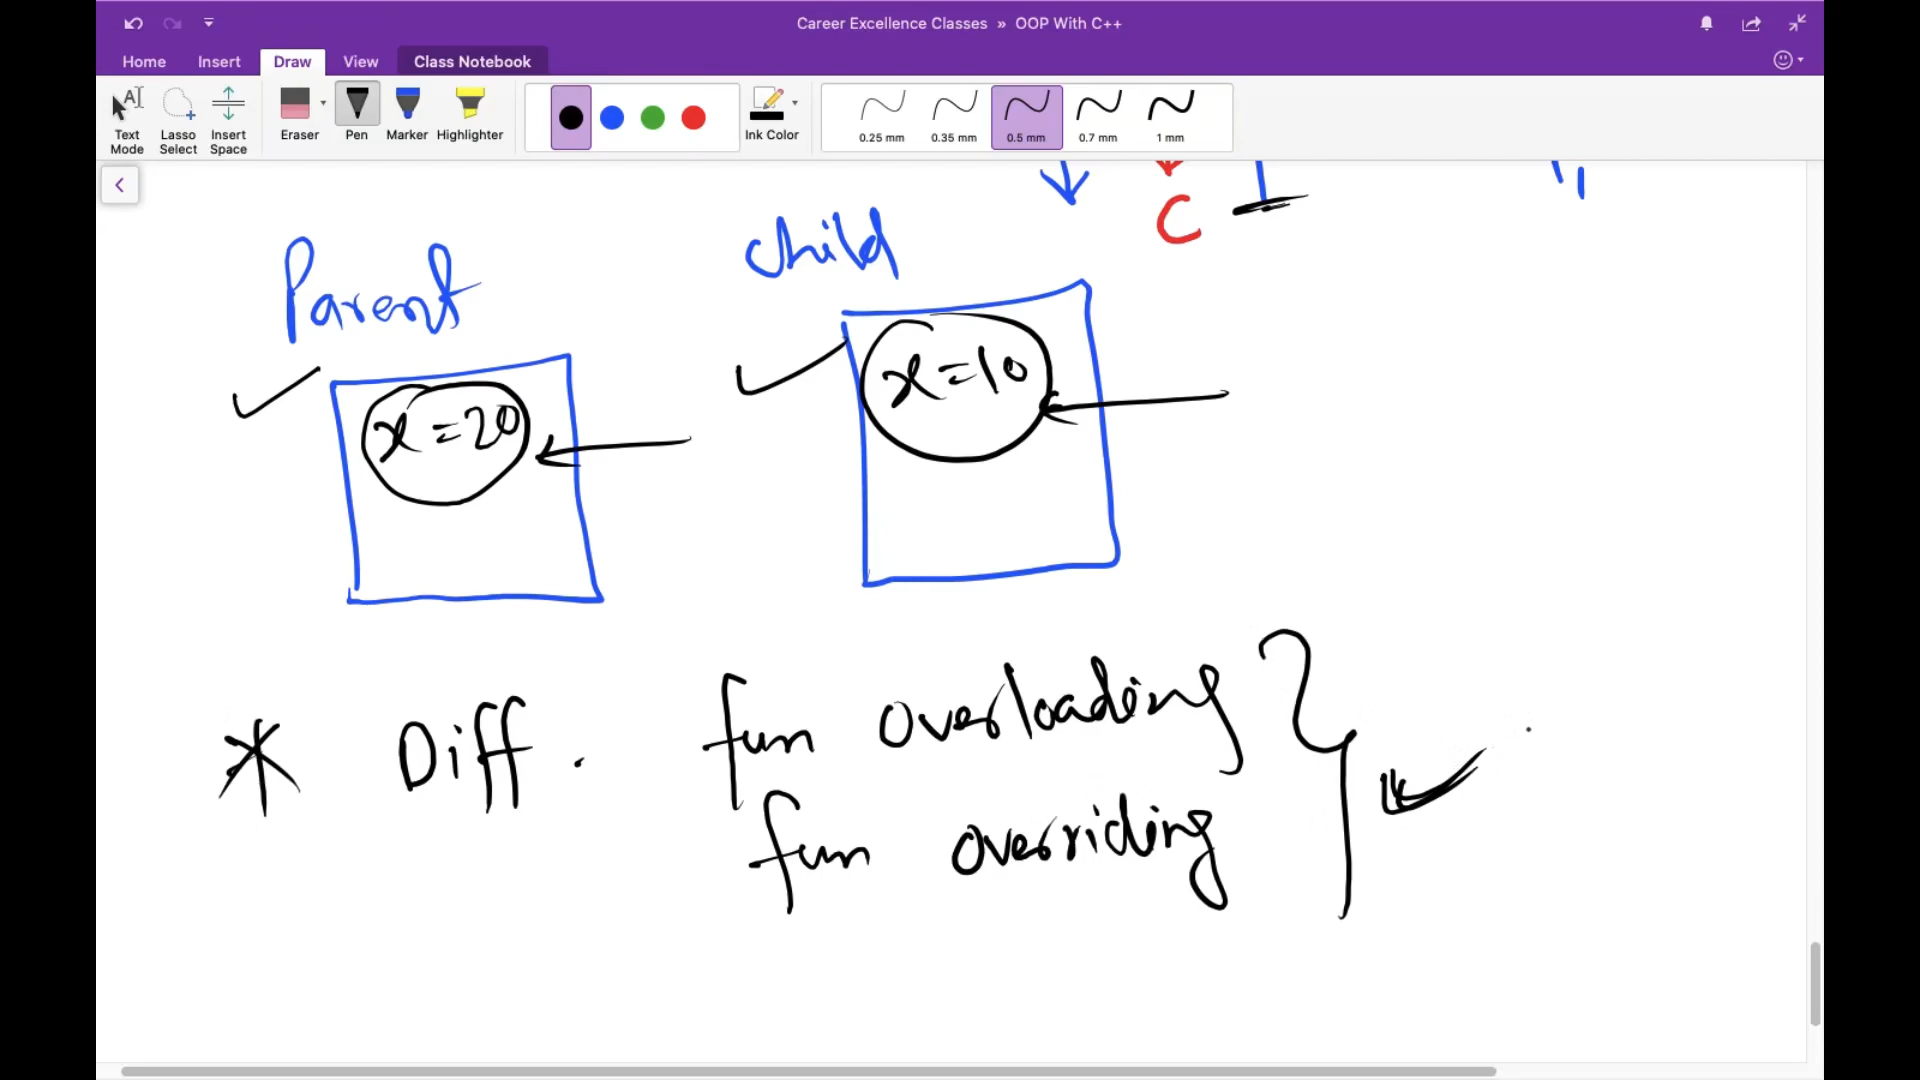 Career Excellence Classes » OOP With C++
Home Insert Draw View Class Notebook
Text Mode
Lasso Select
Insert Space
Eraser
Pen
Marker
Highlighter
Ink Color
0.25 mm
0.35 mm
0.5 mm
0.7 mm
1 mm
C
Parent
child
x=20
x=10
* Diff. fun overloading
fun overriding